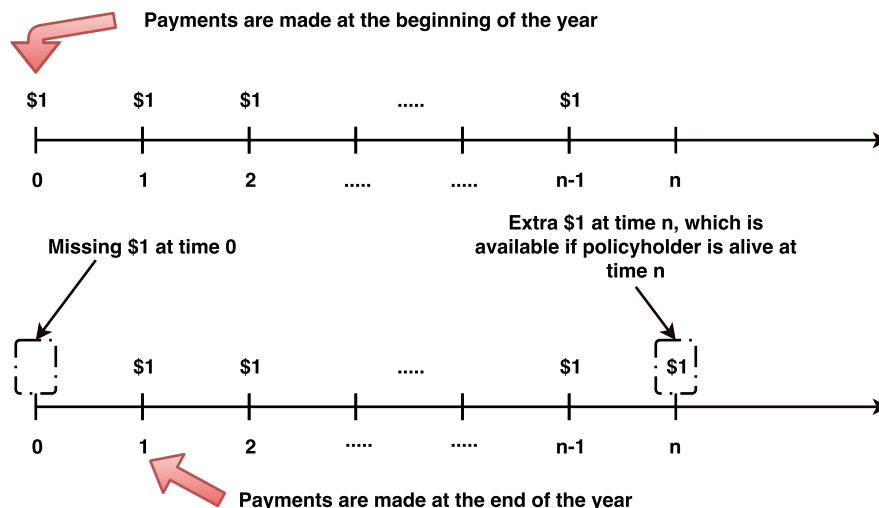 Payments are made at the beginning of the year
$1 $1 $1 ..... $1
0 1 2 ..... ..... n-1 n
Missing $1 at time 0
Extra $1 at time n, which is
available if policyholder is alive at
time n
$1 $1 ..... $1 $1
0 1 2 ..... ..... n-1 n
Payments are made at the end of the year